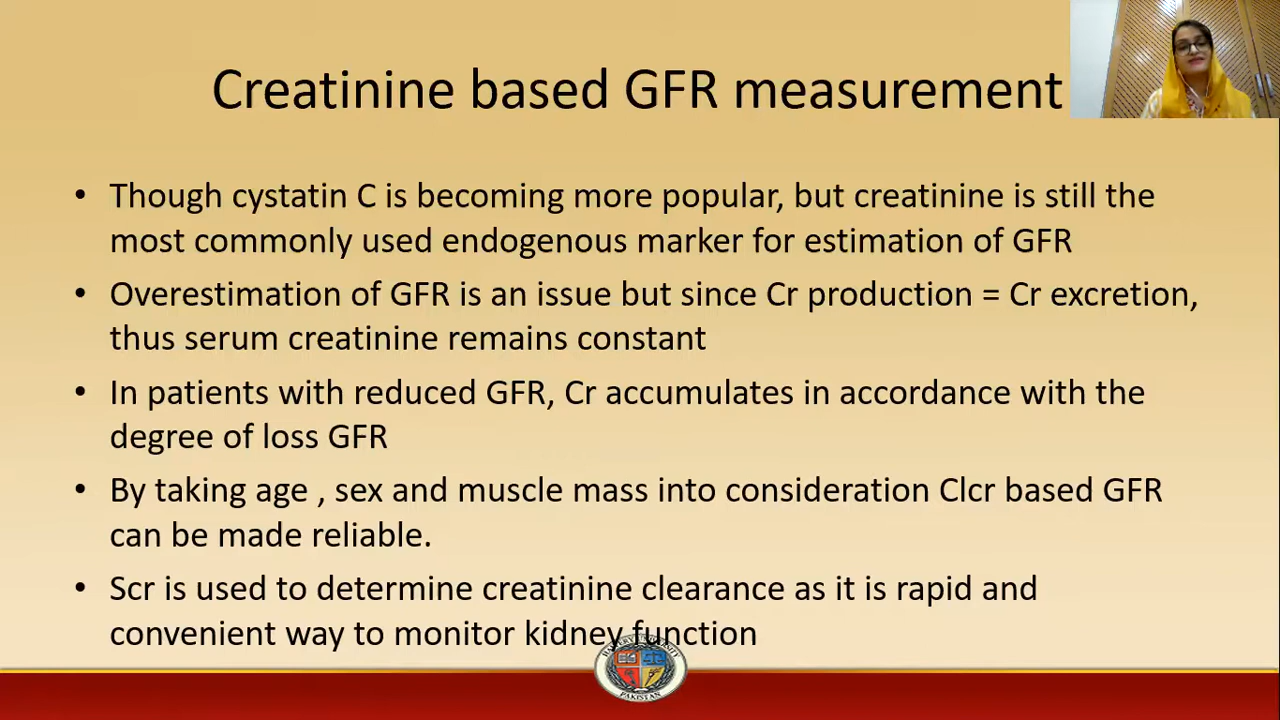 Creatinine based GFR measurement
• Though cystatin C is becoming more popular, but creatinine is still the
most commonly used endogenous marker for estimation of GFR
• Overestimation of GFR is an issue but since Cr production = Cr excretion,
thus serum creatinine remains constant
• In patients with reduced GFR, Cr accumulates in accordance with the
degree of loss GFR
• By taking age , sex and muscle mass into consideration Clcr based GFR
can be made reliable.
• Scr is used to determine creatinine clearance as it is rapid and
convenient way to monitor kidney function
PAKISTAN